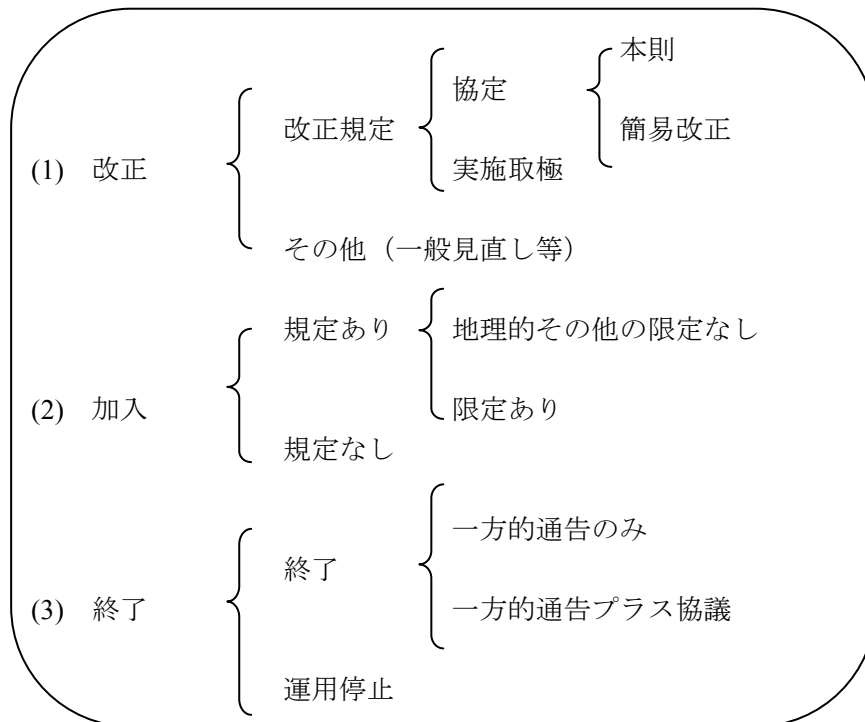 本則
協定
改正規定
簡易改正
(1) 改正
実施取極
その他（一般見直し等）
規定あり
地理的その他の限定なし
(2) 加入
限定あり
規定なし
一方的通告のみ
終了
(3) 終了
一方的通告プラス協議
運用停止